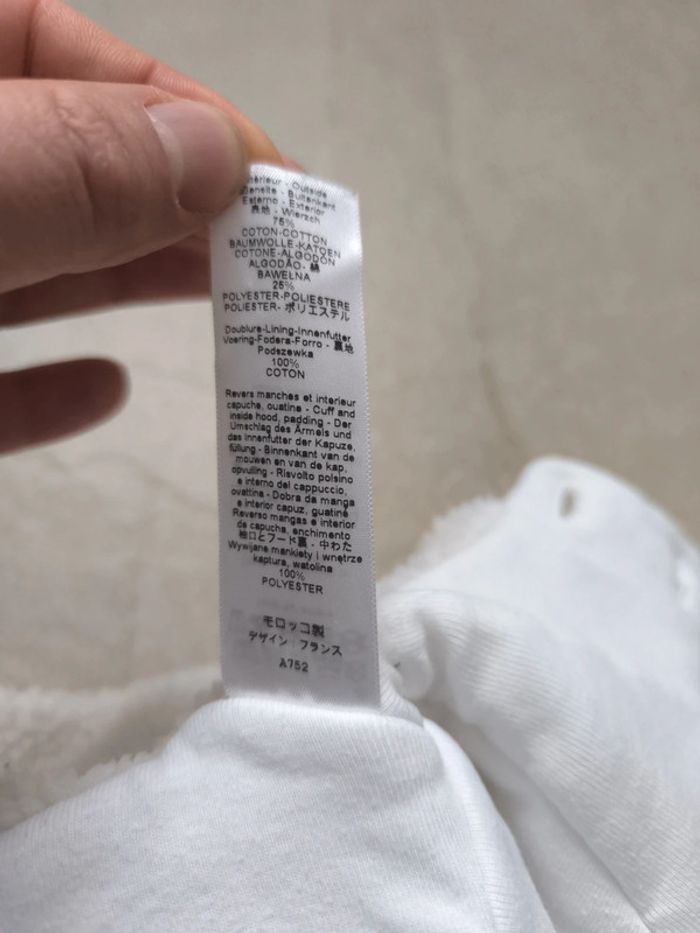 térieur - Outside
enseite - Buitenkant
Esterno - Exterior
表地 - Wierzch
75%
COTON-COTTON
BAUMWOLLE-KATOEN
COTONE-ALGODÓN
ALGODÃO- 綿
BAWEŁNA
25%
POLYESTER-POLIESTERE
POLIESTER- ポリエステル
Doublure-Lining-Innenfutter
Voering-Fodera-Forro - 裏地
Podszewka
100%
COTON
Revers manches et interieur
capuche, ouatine - Cuff and
inside hood, padding - Der
Umschlag des Ärmels und
das Innenfutter der Kapuze,
füllung - Binnenkant van de
mouwen en van de kap,
opvulling - Risvolto polsino
e interno del cappuccio,
ovattina - Dobra da manga
e interior capuz, guatine
Reverso mangas e interior
de capucha, enchimento
袖口とフード裏 - 中わた
Wywijane mankiety i wnętrze
kaptura, watolina
100%
POLYESTER
モロッコ製
デザイン : フランス
A752